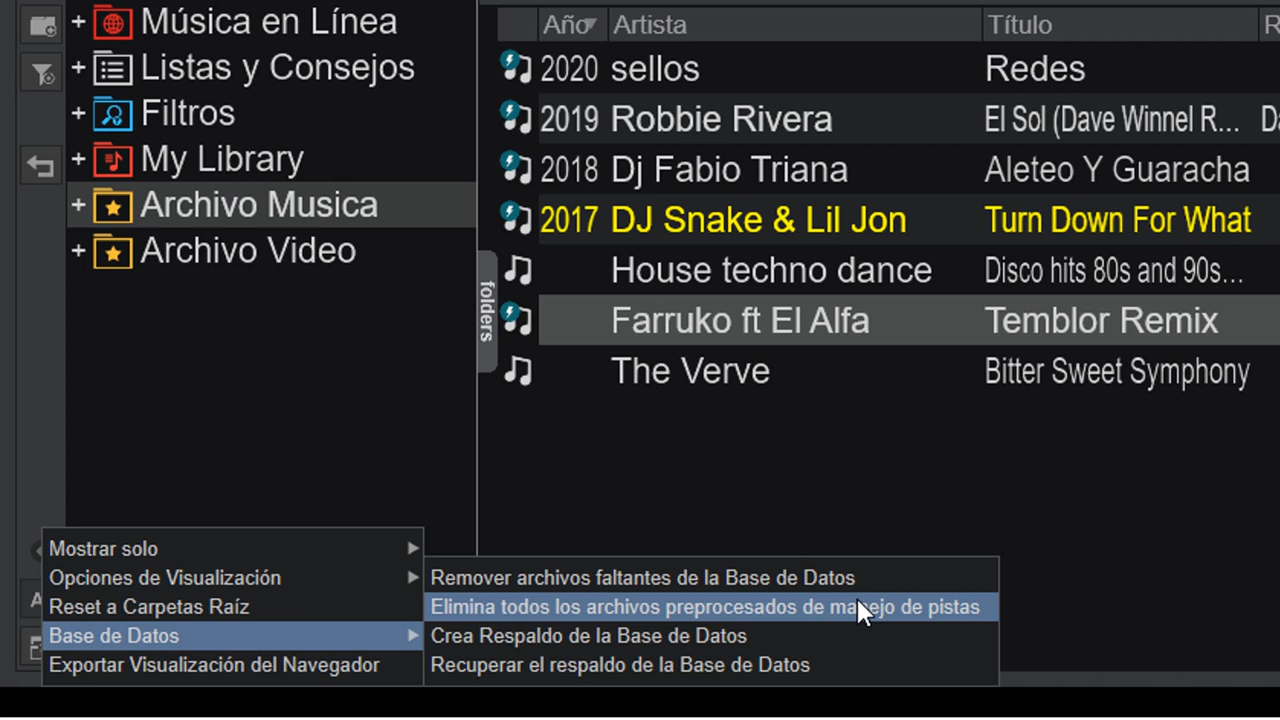 Música en Línea
Listas y Consejos
Filtros
My Library
Archivo Musica
Archivo Video
folders
Año Artista Título
2020 sellos Redes
2019 Robbie Rivera El Sol (Dave Winnel R...
2018 Dj Fabio Triana Aleteo Y Guaracha
2017 DJ Snake & Lil Jon Turn Down For What
House techno dance Disco hits 80s and 90s...
Farruko ft El Alfa Temblor Remix
The Verve Bitter Sweet Symphony
Mostrar solo
Opciones de Visualización
Reset a Carpetas Raíz
Base de Datos
Exportar Visualización del Navegador
Remover archivos faltantes de la Base de Datos
Elimina todos los archivos preprocesados de manejo de pistas
Crea Respaldo de la Base de Datos
Recuperar el respaldo de la Base de Datos